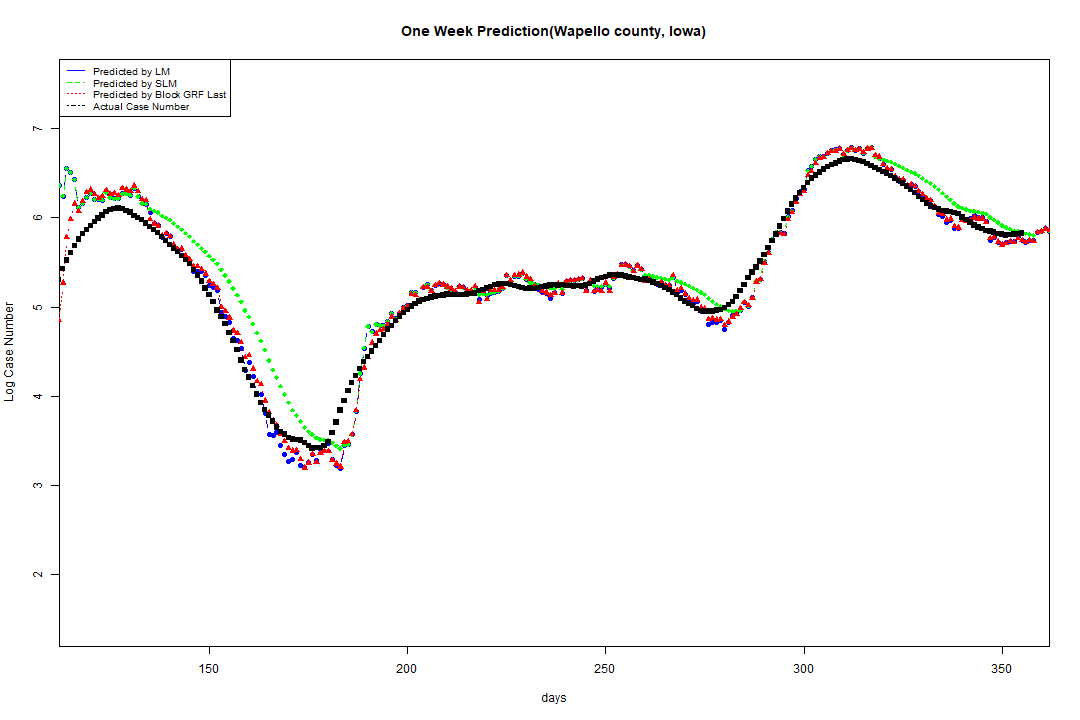 One Week Prediction(Wapello county, Iowa)
Predicted by LM
Predicted by SLM
Predicted by Block GRF Last
Actual Case Number
7
6
5
4
3
2
Log Case Number
150 200 250 300 350
days